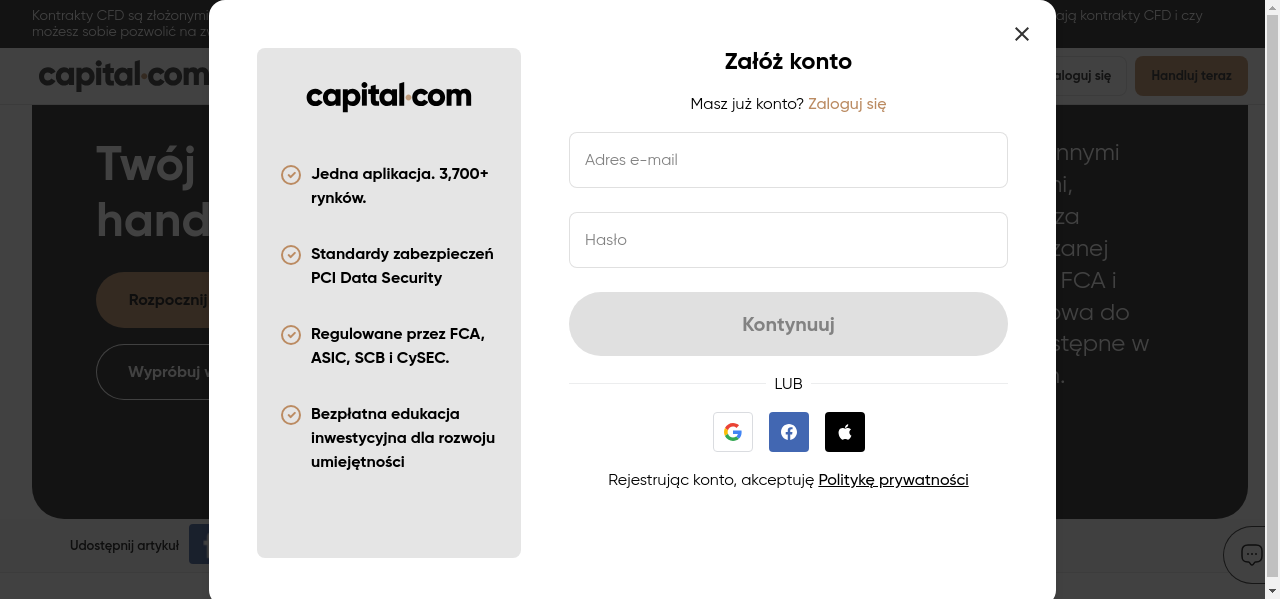 Kontrakty CFD są złożonymi
ają kontrakty CFD i czy
możesz sobie pozwolić na
capital.com
aloguj się
Handluj teraz
Twój
hand
Rozpocznij
Wypróbuj
nnymi
za
zanej
FCA i
owa do
stępne w
Udostępnij artykuł
capital.com
Jedna aplikacja. 3,700+
rynków.
Standardy zabezpieczeń
PCI Data Security
Regulowane przez FCA,
ASIC, SCB i CySEC.
Bezpłatna edukacja
inwestycyjna dla rozwoju
umiejętności
Załóż konto
Masz już konto? Zaloguj się
Adres e-mail
Hasło
Kontynuuj
LUB
Rejestrując konto, akceptuję Politykę prywatności